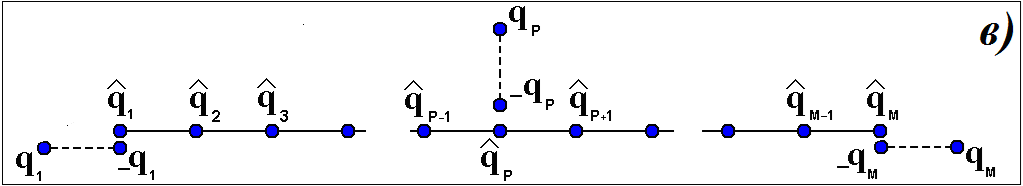 q_P
в)
q̂_1 q̂_2 q̂_3 q̂_{P-1} -q_P q̂_{P+1} q̂_{M-1} q̂_M
q_1 -q_1 q̂_P -q_M q_M